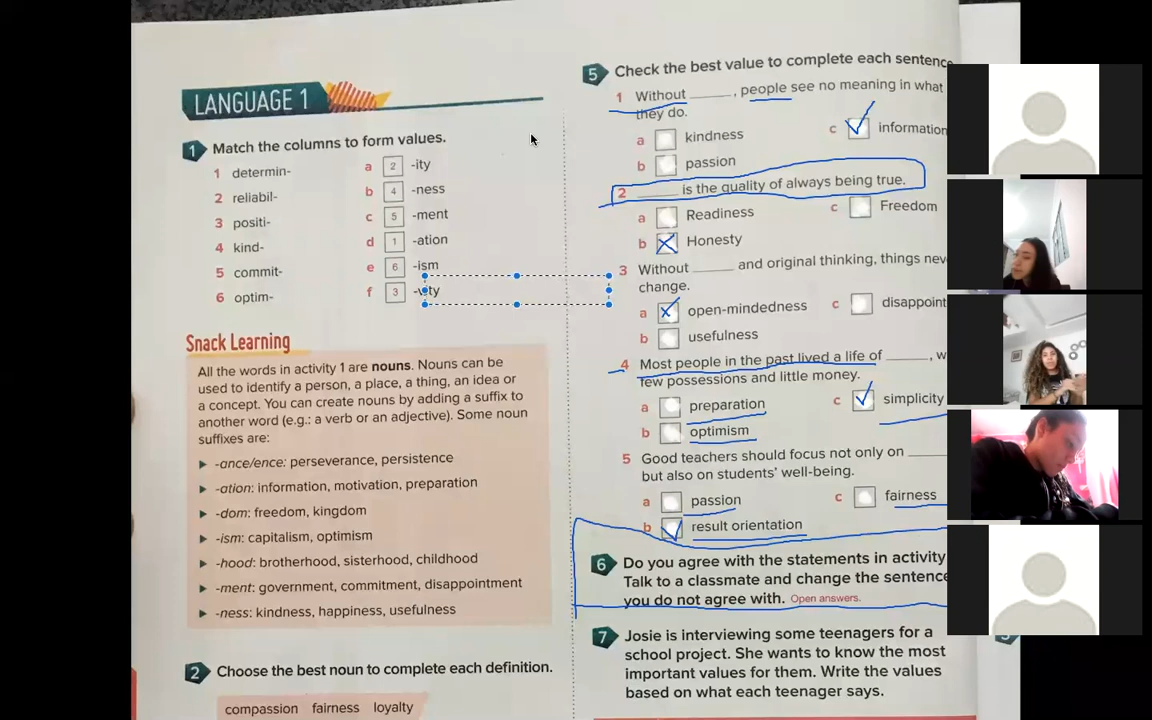 LANGUAGE 1
1 Match the columns to form values.
1 determin-
2 reliabil-
3 positi-
4 kind-
5 commit-
6 optim-
a 2 -ity
b 4 -ness
c 5 -ment
d 1 -ation
e 6 -ism
f 3 -ty
Snack Learning
All the words in activity 1 are nouns. Nouns can be
used to identify a person, a place, a thing, an idea or
a concept. You can create nouns by adding a suffix to
another word (e.g.: a verb or an adjective). Some noun
suffixes are:
-ance/ence: perseverance, persistence
-ation: information, motivation, preparation
-dom: freedom, kingdom
-ism: capitalism, optimism
-hood: brotherhood, sisterhood, childhood
-ment: government, commitment, disappointment
-ness: kindness, happiness, usefulness
2 Choose the best noun to complete each definition.
compassion fairness loyalty
5 Check the best value to complete each sentence
1 Without ______, people see no meaning in what
they do.
a kindness
b passion
c information
2 ______ is the quality of always being true.
a Readiness
b Honesty
c Freedom
3 Without ______ and original thinking, things nev
change.
a open-mindedness
b usefulness
c disappoint
4 Most people in the past lived a life of ______, w
few possessions and little money.
a preparation
b optimism
c simplicity
5 Good teachers should focus not only on ______
but also on students' well-being.
a passion
b result orientation
c fairness
6 Do you agree with the statements in activity
Talk to a classmate and change the sentence
you do not agree with. Open answers.
7 Josie is interviewing some teenagers for a
school project. She wants to know the most
important values for them. Write the values
based on what each teenager says.